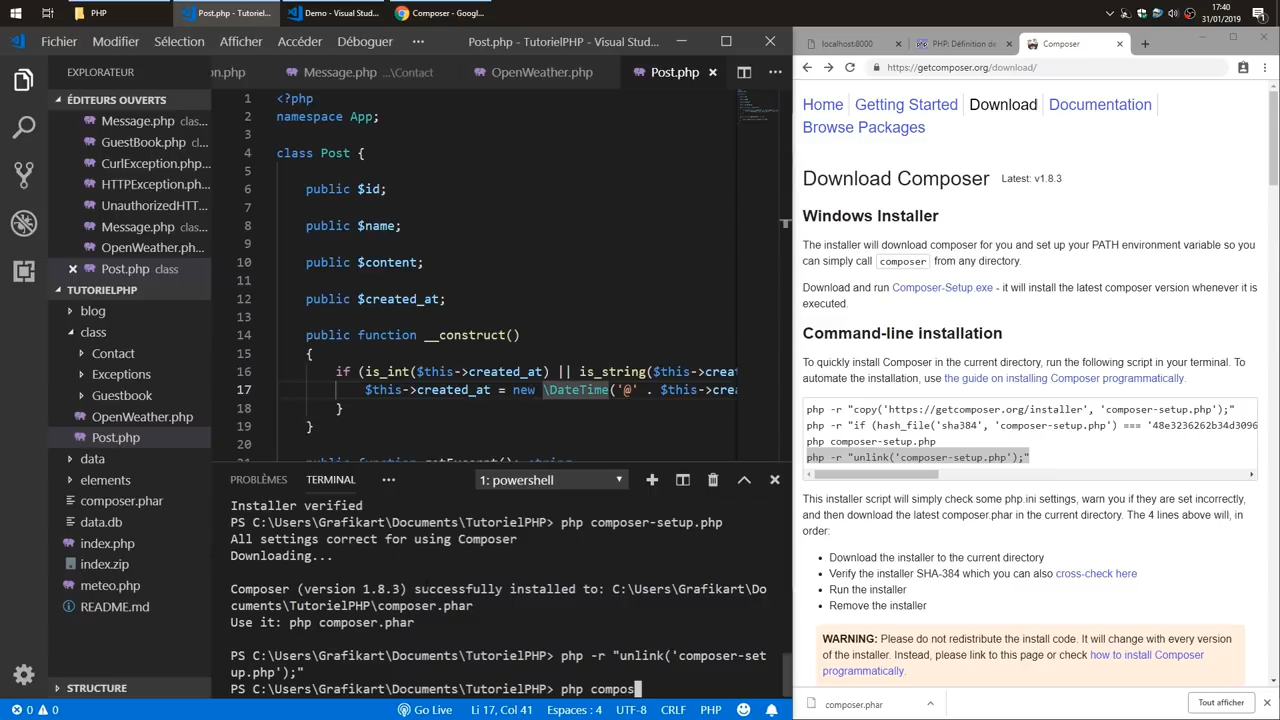 PHP
Post.php - Tutoriel...
Demo - Visual Stud...
Composer - Googl...
17:40
31/01/2019
Fichier Modifier Sélection Afficher Accéder Déboguer ... Post.php - TutorielPHP - Visual Stud...
EXPLORATEUR
ÉDITEURS OUVERTS
Message.php clas...
GuestBook.php cl...
CurlException.php...
HTTPException.ph...
UnauthorizedHTT...
Message.php clas...
OpenWeather.ph...
Post.php class
TUTORIELPHP
blog
class
Contact
Exceptions
Guestbook
OpenWeather.php
Post.php
data
elements
composer.phar
data.db
index.php
index.zip
meteo.php
README.md
STRUCTURE
on.php Message.php ...\Contact OpenWeather.php Post.php
1 <?php
2 namespace App;
3
4 class Post {
5
6 public $id;
7
8 public $name;
9
10 public $content;
11
12 public $created_at;
13
14 public function __construct()
15 {
16 if (is_int($this->created_at) || is_string($this->creat
17 $this->created_at = new \DateTime('@' . $this->crea
18 }
19 }
20
PROBLÈMES TERMINAL ... 1: powershell
Installer verified
PS C:\Users\Grafikart\Documents\TutorielPHP> php composer-setup.php
All settings correct for using Composer
Downloading...
Composer (version 1.8.3) successfully installed to: C:\Users\Grafikart\Do
cuments\TutorielPHP\composer.phar
Use it: php composer.phar
PS C:\Users\Grafikart\Documents\TutorielPHP> php -r "unlink('composer-set
up.php');"
PS C:\Users\Grafikart\Documents\TutorielPHP> php compos
0 0 Go Live Li 17, Col 41 Espaces : 4 UTF-8 CRLF PHP
localhost:8000 PHP: Définition de Composer
https://getcomposer.org/download/
Home Getting Started Download Documentation
Browse Packages
Download Composer Latest: v1.8.3
Windows Installer
The installer will download composer for you and set up your PATH environment variable so you
can simply call composer from any directory.
Download and run Composer-Setup.exe - it will install the latest composer version whenever it is
executed.
Command-line installation
To quickly install Composer in the current directory, run the following script in your terminal. To
automate the installation, use the guide on installing Composer programmatically.
php -r "copy('https://getcomposer.org/installer', 'composer-setup.php');"
php -r "if (hash_file('sha384', 'composer-setup.php') === '48e3236262b34d3096
php composer-setup.php
php -r "unlink('composer-setup.php');"
This installer script will simply check some php.ini settings, warn you if they are set incorrectly,
and then download the latest composer.phar in the current directory. The 4 lines above will, in
order:
• Download the installer to the current directory
• Verify the installer SHA-384 which you can also cross-check here
• Run the installer
• Remove the installer
WARNING: Please do not redistribute the install code. It will change with every version
of the installer. Instead, please link to this page or check how to install Composer
programmatically.
composer.phar Tout afficher